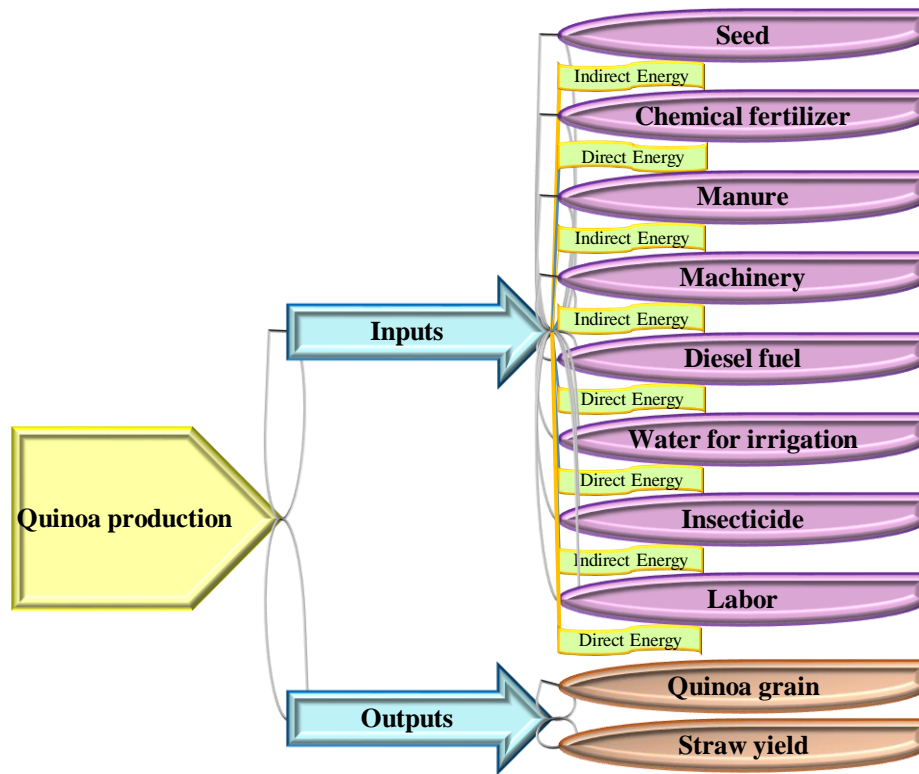 Seed
Indirect Energy
Chemical fertilizer
Direct Energy
Manure
Indirect Energy
Machinery
Indirect Energy
Inputs
Diesel fuel
Direct Energy
Water for irrigation
Direct Energy
Quinoa production
Insecticide
Indirect Energy
Labor
Direct Energy
Quinoa grain
Outputs
Straw yield